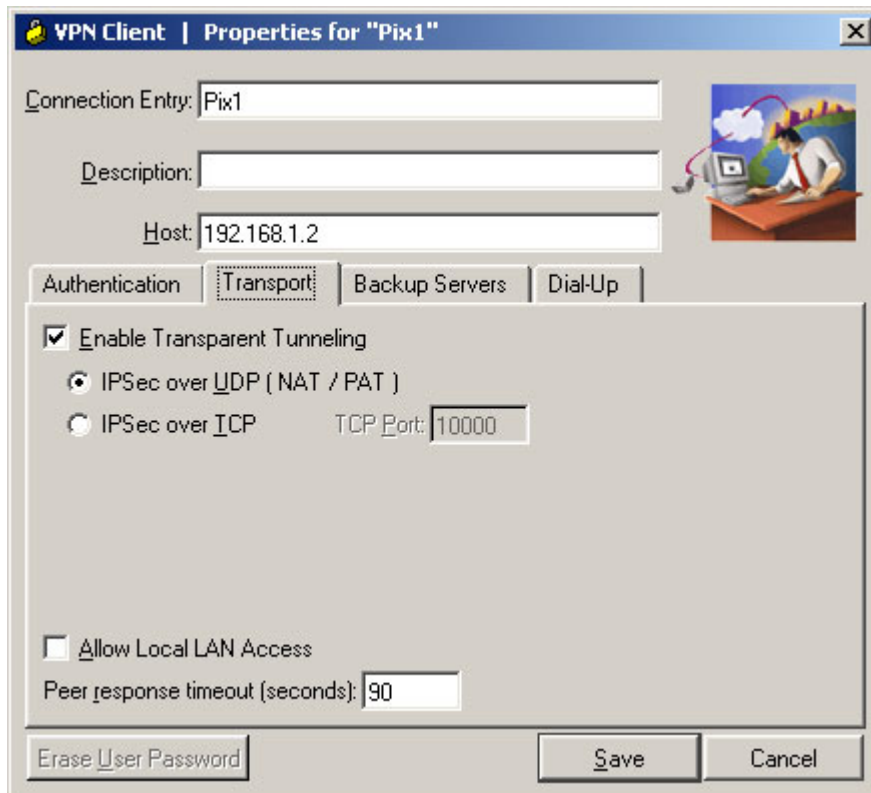 VPN Client | Properties for "Pix1"
Connection Entry: Pix1
Description:
Host: 192.168.1.2
Authentication Transport Backup Servers Dial-Up
Enable Transparent Tunneling
IPSec over UDP ( NAT / PAT )
IPSec over TCP TCP Port: 10000
Allow Local LAN Access
Peer response timeout (seconds): 90
Erase User Password Save Cancel